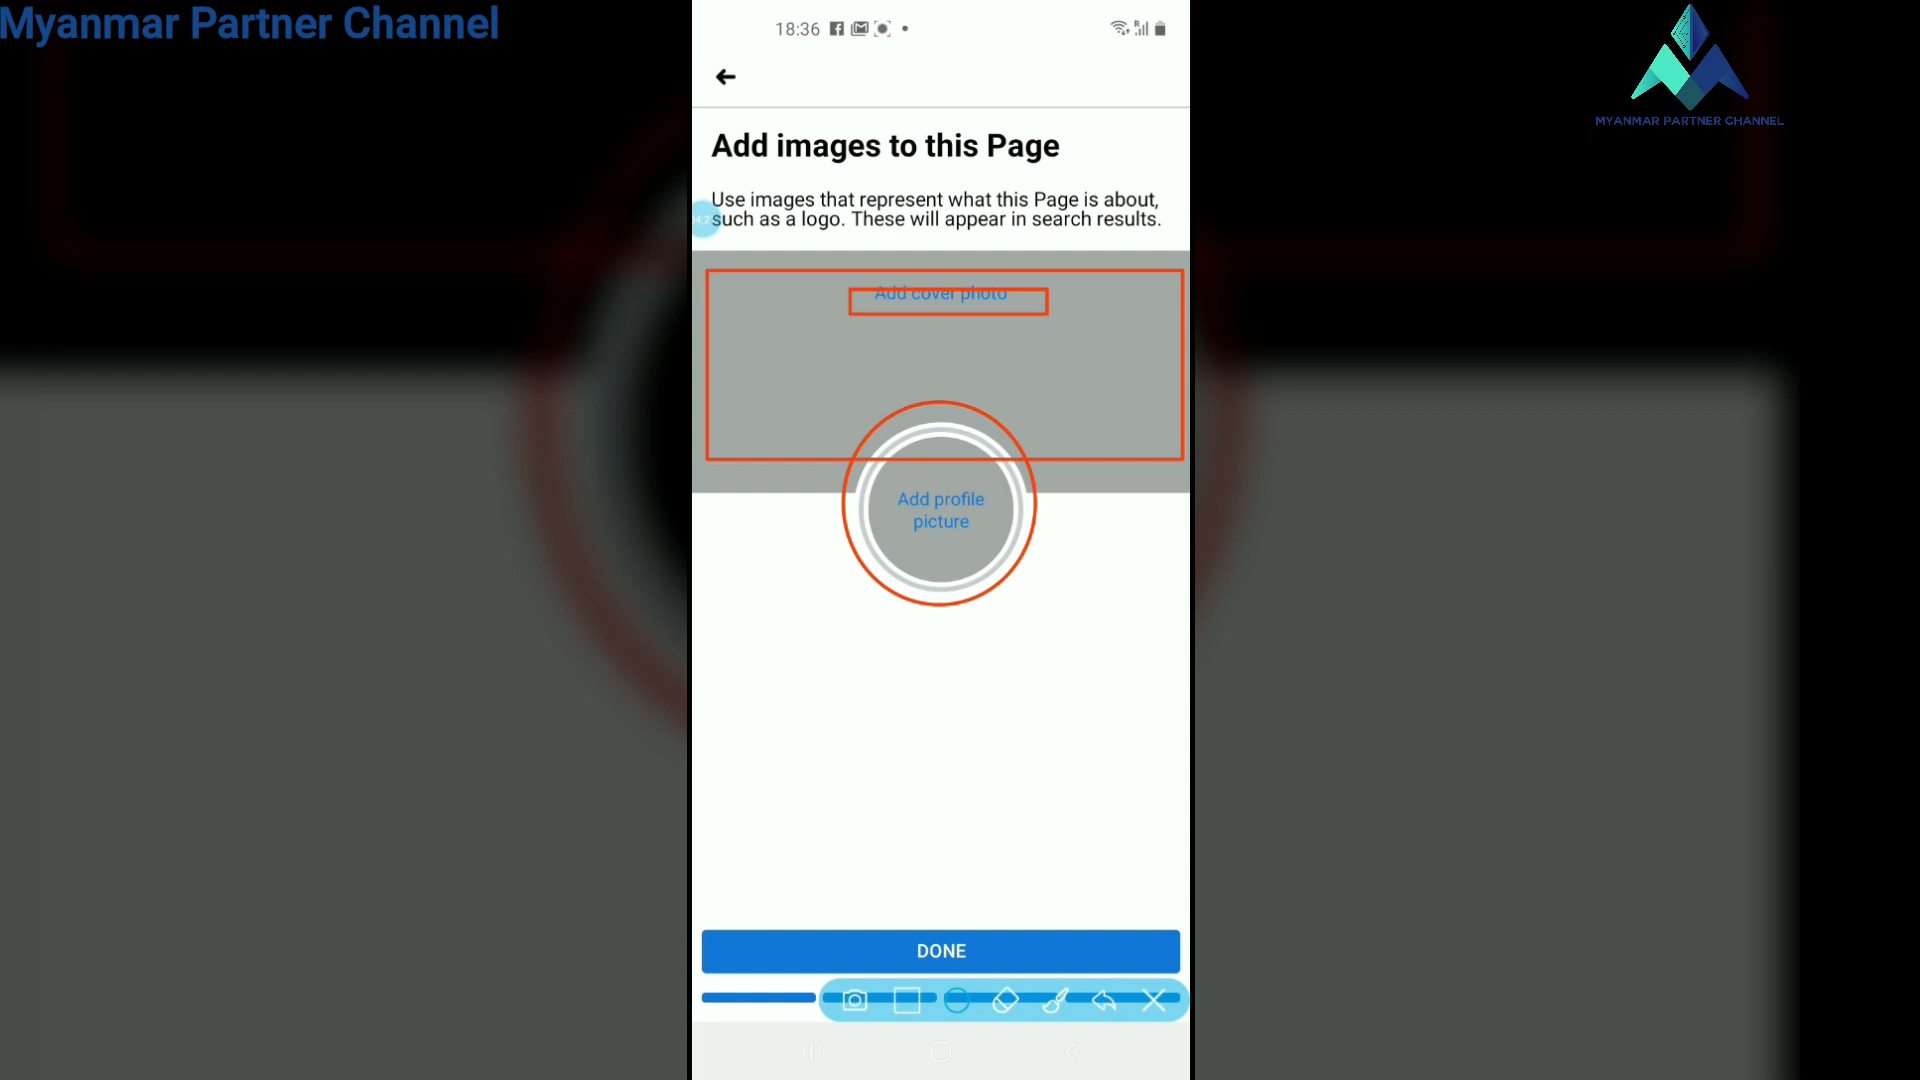 Myanmar Partner Channel
18:36
MYANMAR PARTNER CHANNEL
Add images to this Page
Use images that represent what this Page is about,
such as a logo. These will appear in search results.
Add cover photo
Add profile
picture
DONE